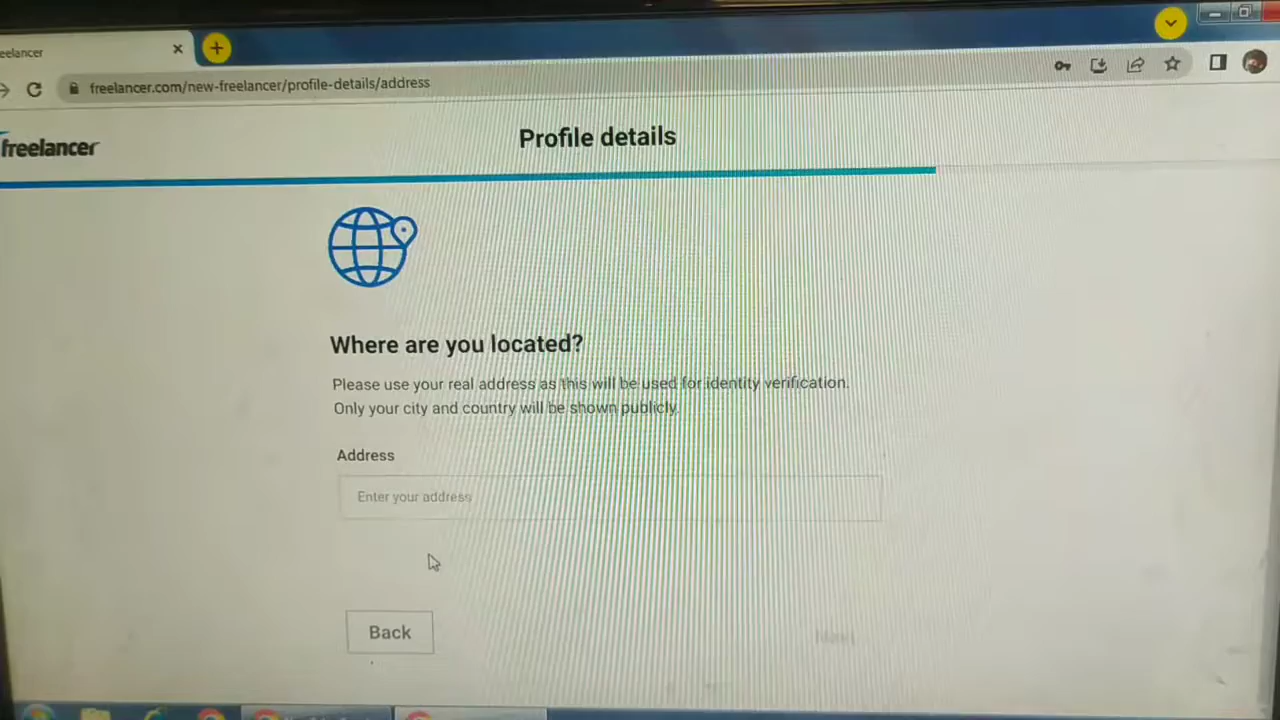 eelancer
freelancer.com/new-freelancer/profile-details/address
freelancer
Profile details
Where are you located?
Please use your real address as this will be used for identity verification.
Only your city and country will be shown publicly.
Address
Enter your address
Back